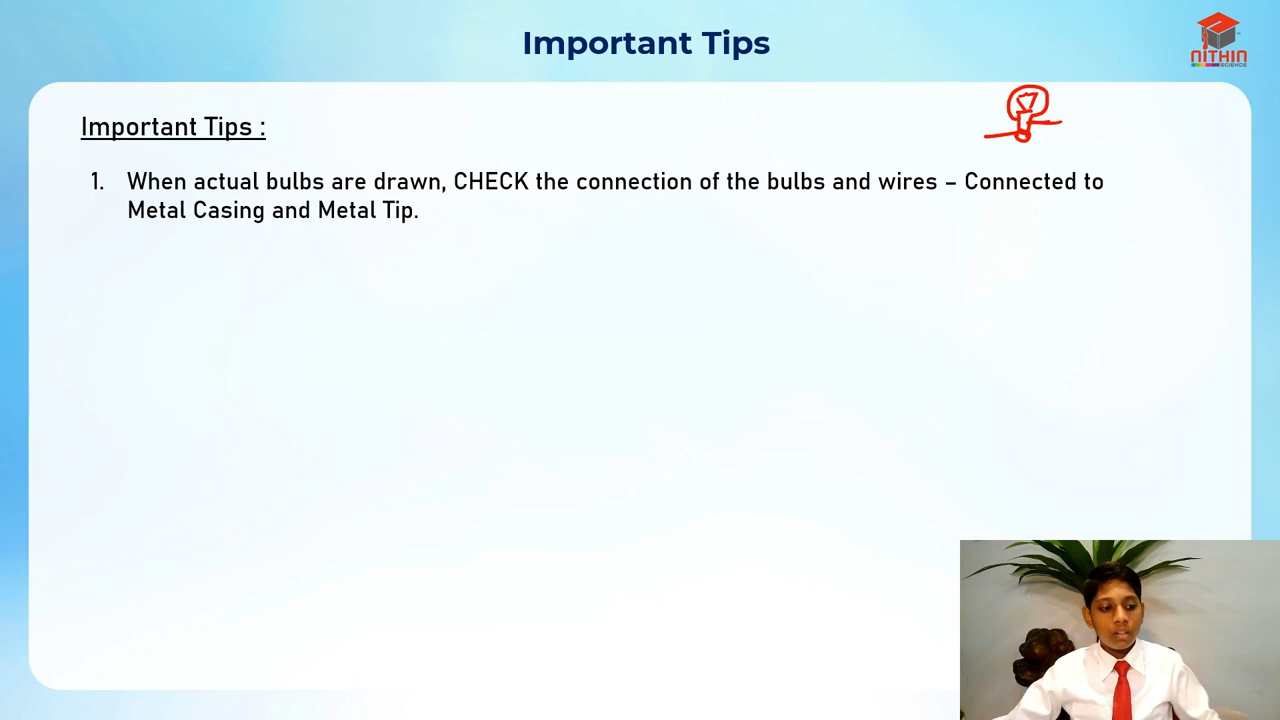 Important Tips
NITHIN
SCIENCE
Important Tips :
1. When actual bulbs are drawn, CHECK the connection of the bulbs and wires – Connected to
Metal Casing and Metal Tip.